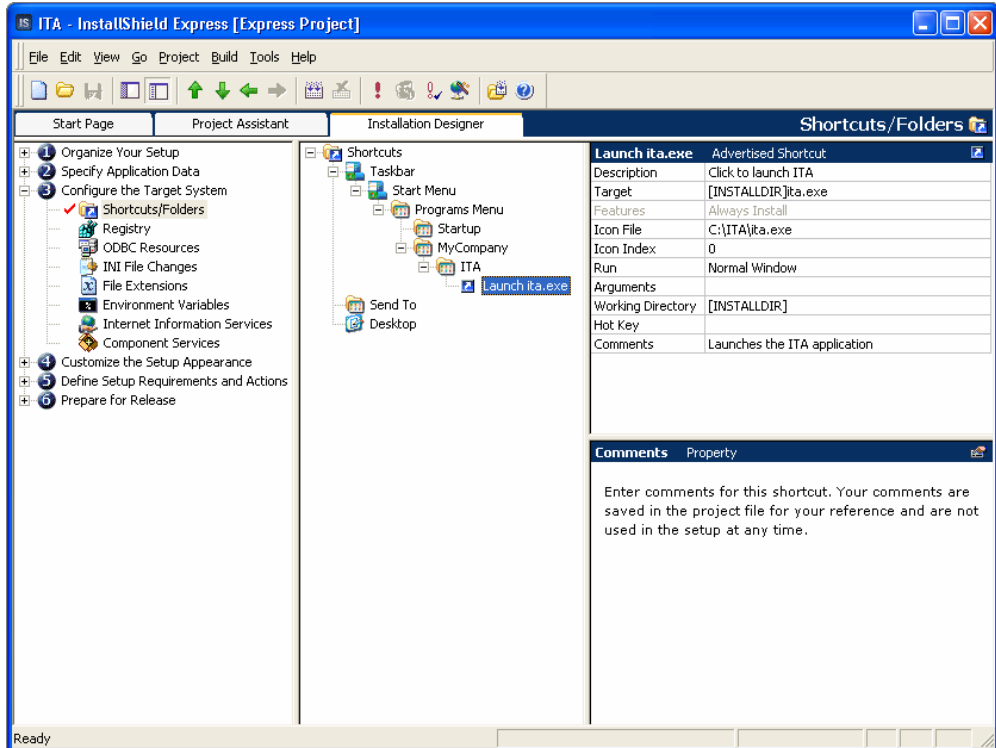 ITA - InstallShield Express [Express Project]
File Edit View Go Project Build Tools Help
Start Page Project Assistant Installation Designer Shortcuts/Folders
1 Organize Your Setup
2 Specify Application Data
3 Configure the Target System
Shortcuts/Folders
Registry
ODBC Resources
INI File Changes
File Extensions
Environment Variables
Internet Information Services
Component Services
4 Customize the Setup Appearance
5 Define Setup Requirements and Actions
6 Prepare for Release
Shortcuts
Taskbar
Start Menu
Programs Menu
Startup
MyCompany
ITA
Launch ita.exe
Send To
Desktop
Launch ita.exe Advertised Shortcut
Description Click to launch ITA
Target [INSTALLDIR]ita.exe
Features Always Install
Icon File C:\ITA\ita.exe
Icon Index 0
Run Normal Window
Arguments
Working Directory [INSTALLDIR]
Hot Key
Comments Launches the ITA application
Comments Property
Enter comments for this shortcut. Your comments are
saved in the project file for your reference and are not
used in the setup at any time.
Ready